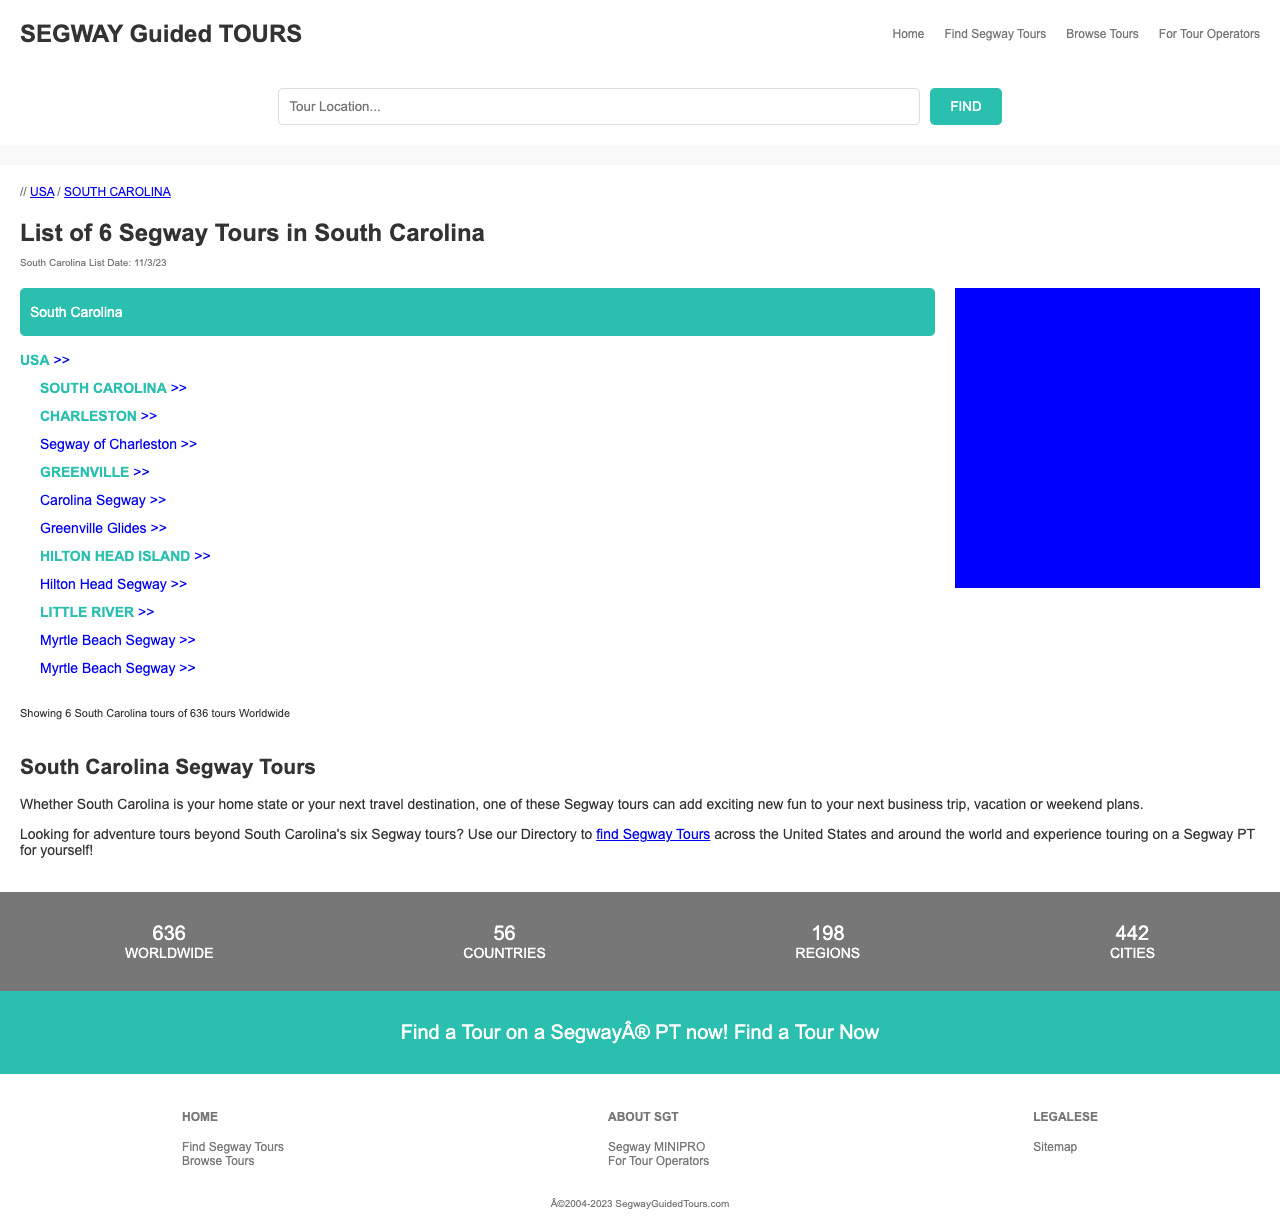 SEGWAY Guided TOURS
Home Find Segway Tours Browse Tours For Tour Operators
Tour Location... FIND
// USA / SOUTH CAROLINA
List of 6 Segway Tours in South Carolina
South Carolina List Date: 11/3/23
South Carolina
USA >>
SOUTH CAROLINA >>
CHARLESTON >>
Segway of Charleston >>
GREENVILLE >>
Carolina Segway >>
Greenville Glides >>
HILTON HEAD ISLAND >>
Hilton Head Segway >>
LITTLE RIVER >>
Myrtle Beach Segway >>
Myrtle Beach Segway >>
Showing 6 South Carolina tours of 636 tours Worldwide
South Carolina Segway Tours
Whether South Carolina is your home state or your next travel destination, one of these Segway tours can add exciting new fun to your next business trip, vacation or weekend plans.
Looking for adventure tours beyond South Carolina's six Segway tours? Use our Directory to find Segway Tours across the United States and around the world and experience touring on a Segway PT
for yourself!
636 56 198 442
WORLDWIDE COUNTRIES REGIONS CITIES
Find a Tour on a SegwayÂ® PT now! Find a Tour Now
HOME ABOUT SGT LEGALESE
Find Segway Tours Segway MINIPRO Sitemap
Browse Tours For Tour Operators
Â©2004-2023 SegwayGuidedTours.com